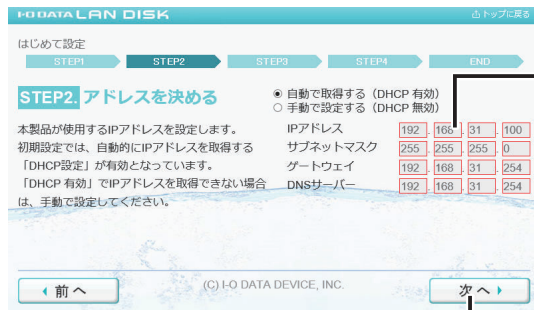 I-O DATA LAN DISK
トップに戻る
はじめて設定
STEP1 STEP2 STEP3 STEP4 END
STEP2. アドレスを決める
本製品が使用するIPアドレスを設定します。
初期設定では、自動的にIPアドレスを取得する
「DHCP設定」が有効となっています。
「DHCP 有効」でIPアドレスを取得できない場合
は、手動で設定してください。
自動で取得する（DHCP 有効）
手動で設定する（DHCP 無効）
IPアドレス 192 . 168 . 31 . 100
サブネットマスク 255 . 255 . 255 . 0
ゲートウェイ 192 . 168 . 31 . 254
DNSサーバー 192 . 168 . 31 . 254
前へ
(C) I-O DATA DEVICE, INC.
次へ